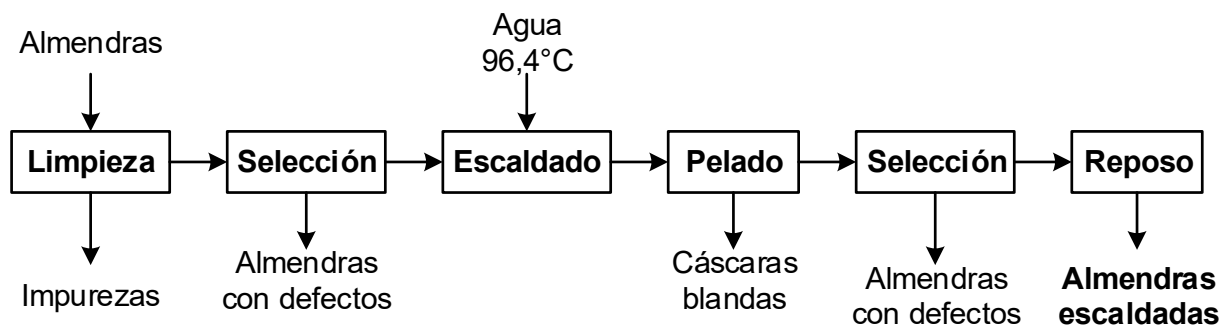 Almendras
Agua
96,4°C
Limpieza
Selección
Escaldado
Pelado
Selección
Reposo
Impurezas
Almendras
con defectos
Cáscaras
blandas
Almendras
con defectos
Almendras
escaldadas